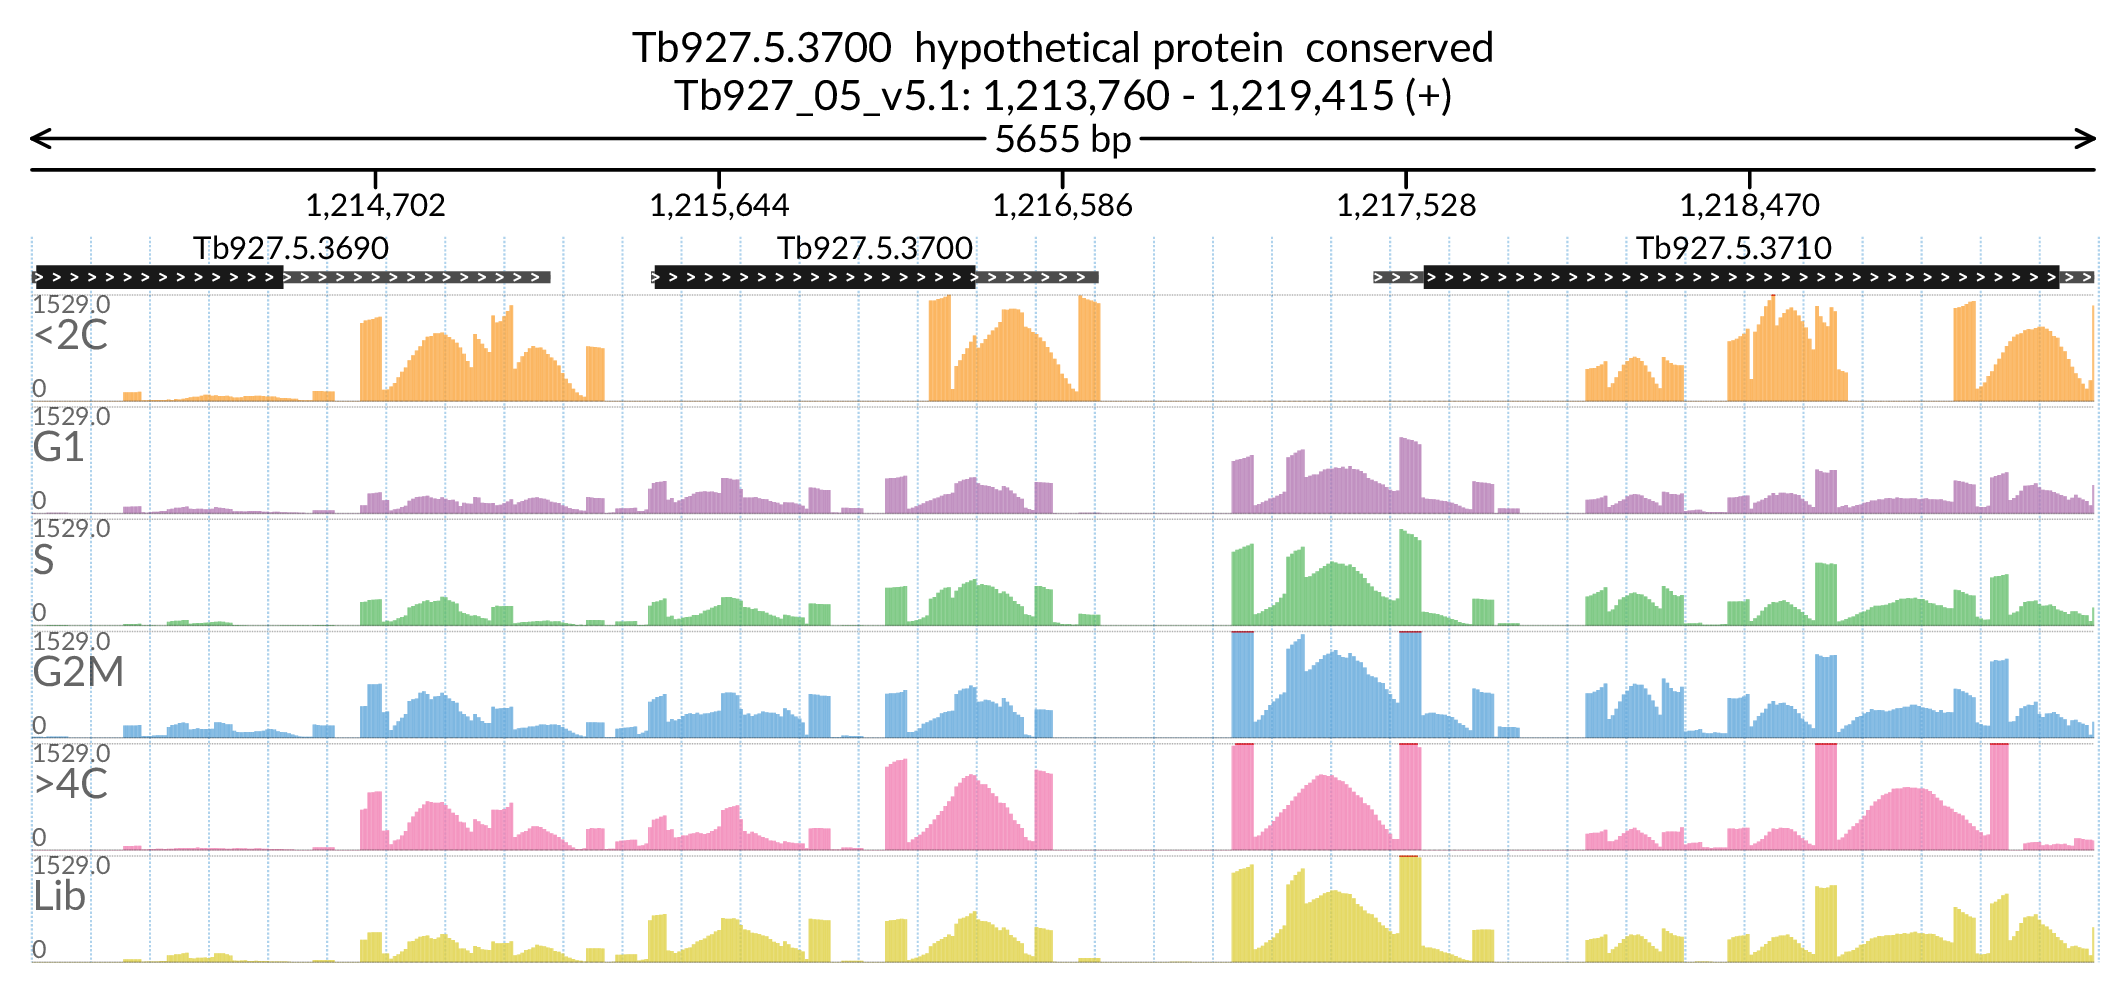 Tb927.5.3700 hypothetical protein conserved
Tb927_05_v5.1: 1,213,760 - 1,219,415 (+)
5655 bp
1,214,702 1,215,644 1,216,586 1,217,528 1,218,470
Tb927.5.3690 Tb927.5.3700 Tb927.5.3710
1529.0
<2C
0
1529.0
G1
0
1529.0
S
0
1529.0
G2M
0
1529.0
>4C
0
1529.0
Lib
0